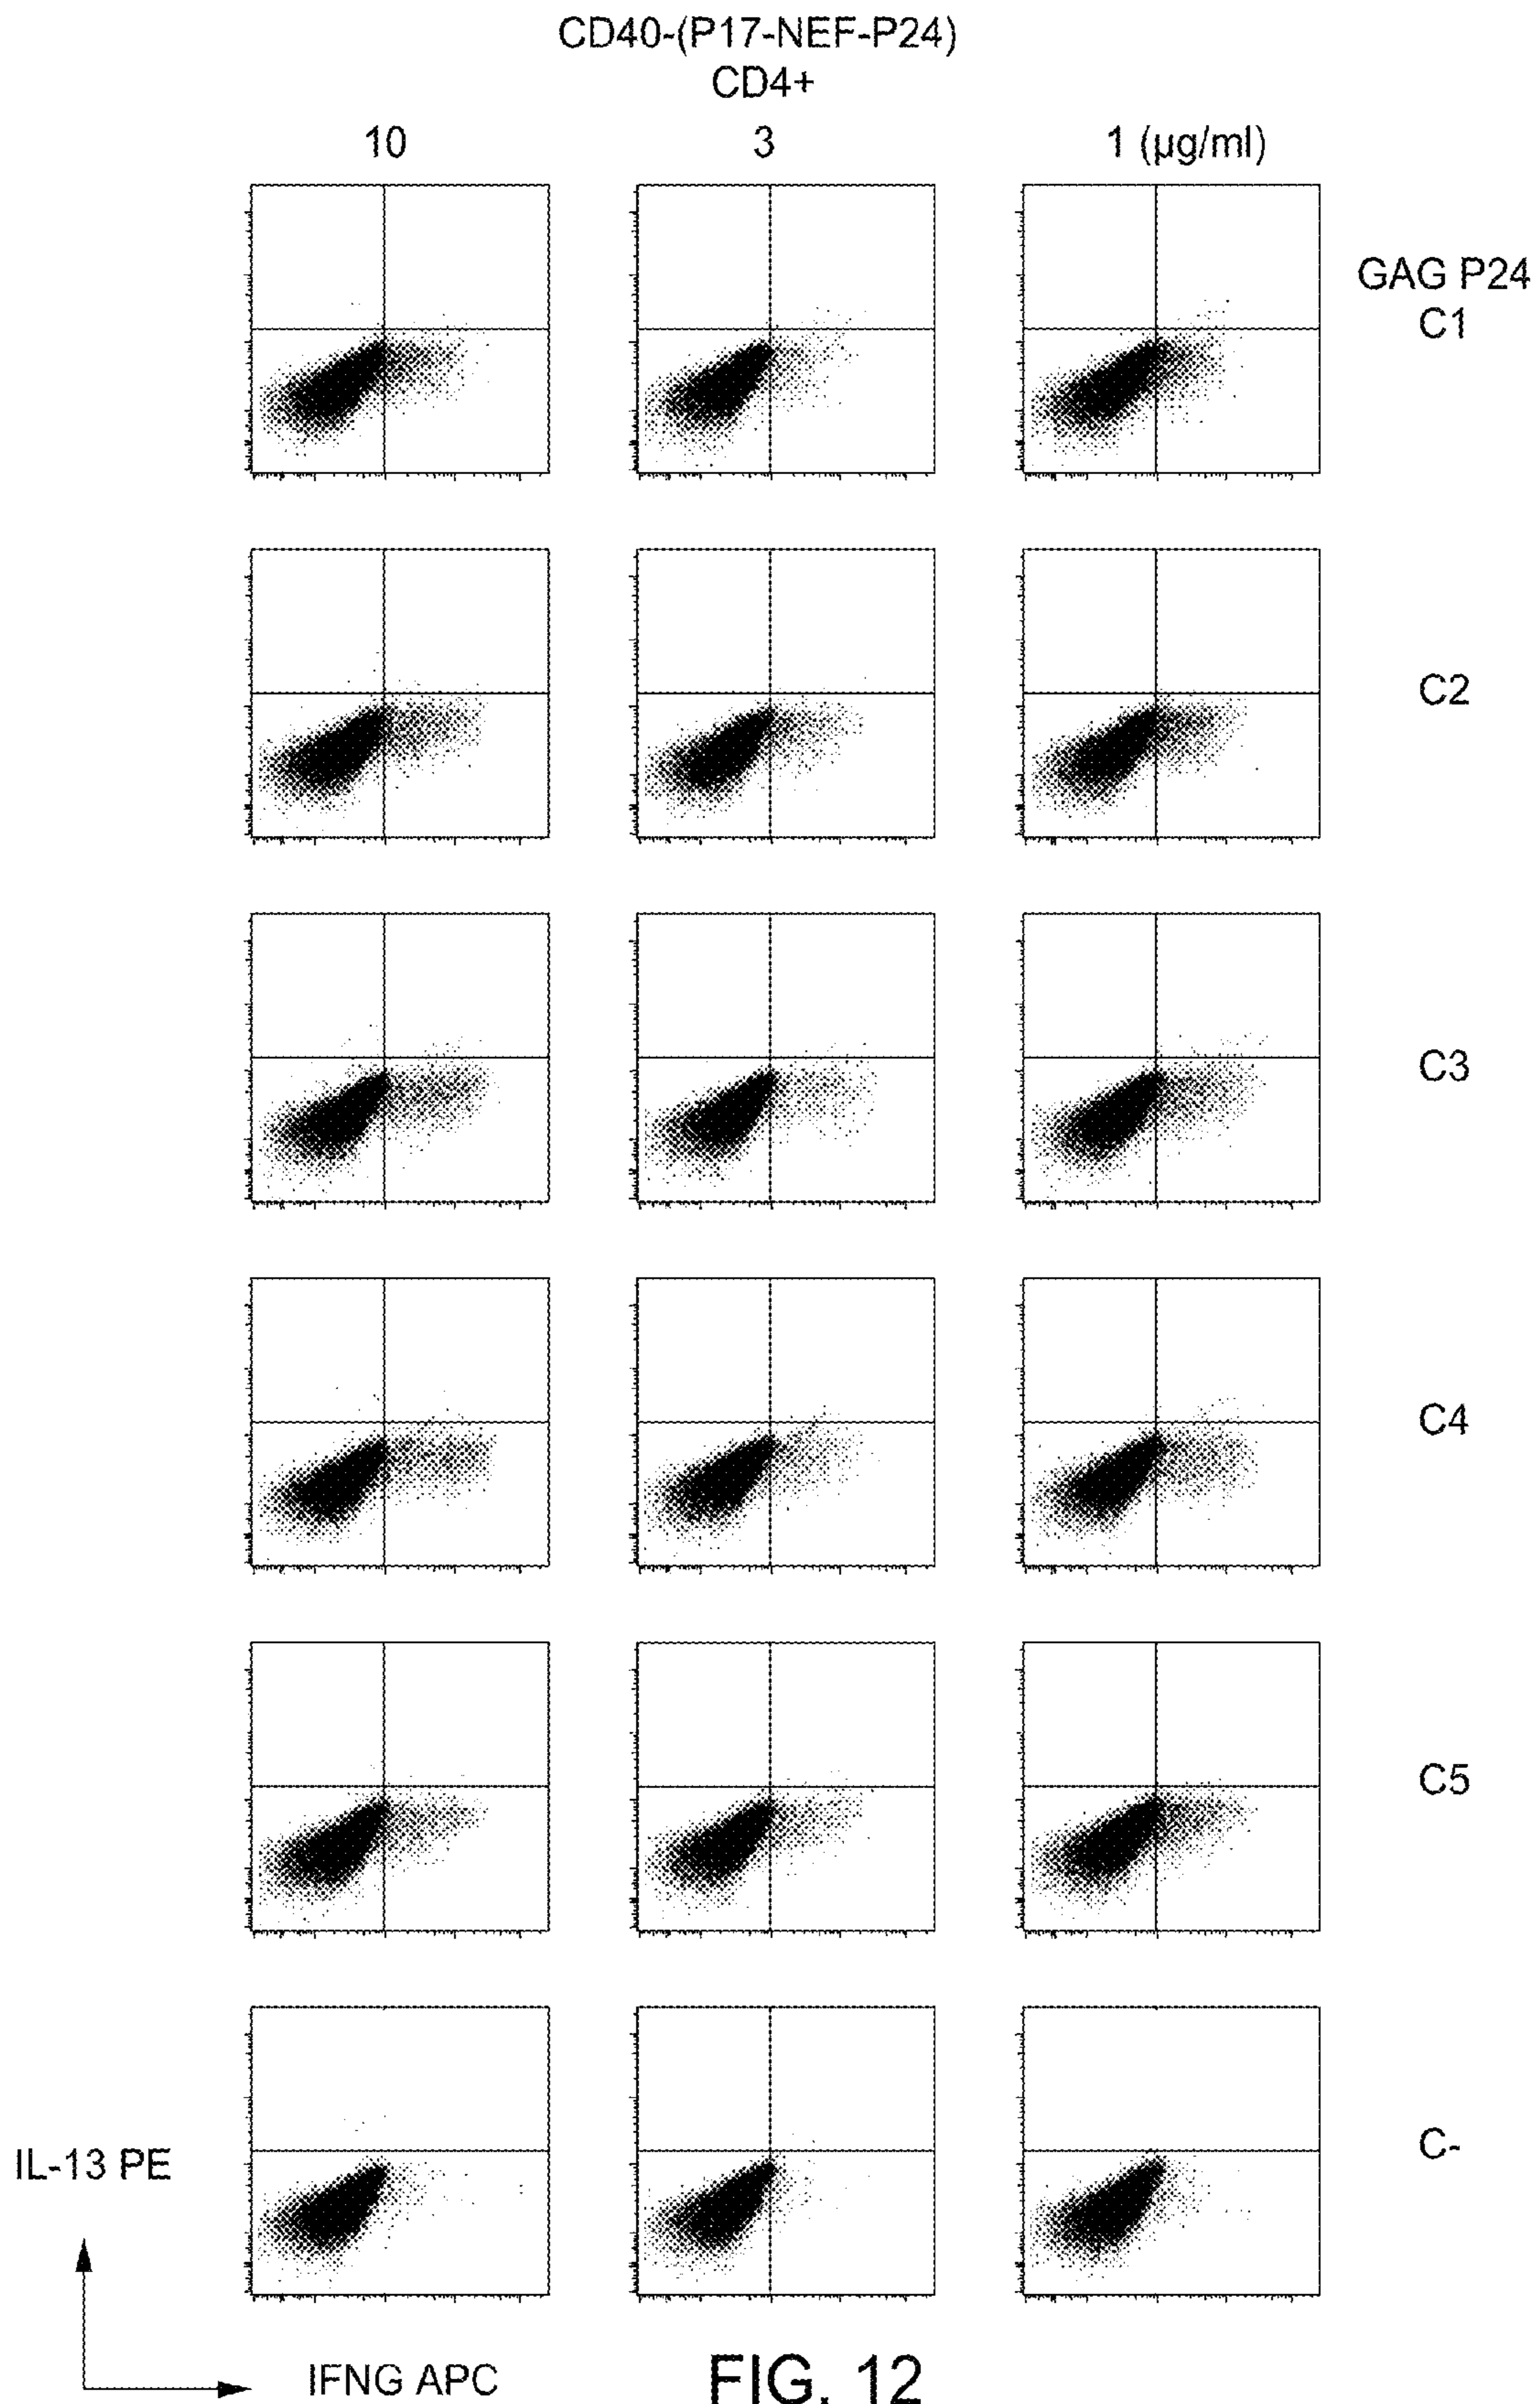 CD40-(P17-NEF-P24)
CD4+
10 3 1 (µg/ml)
GAG P24
C1
C2
C3
C4
C5
C-
IL-13 PE
IFNG APC
FIG. 12